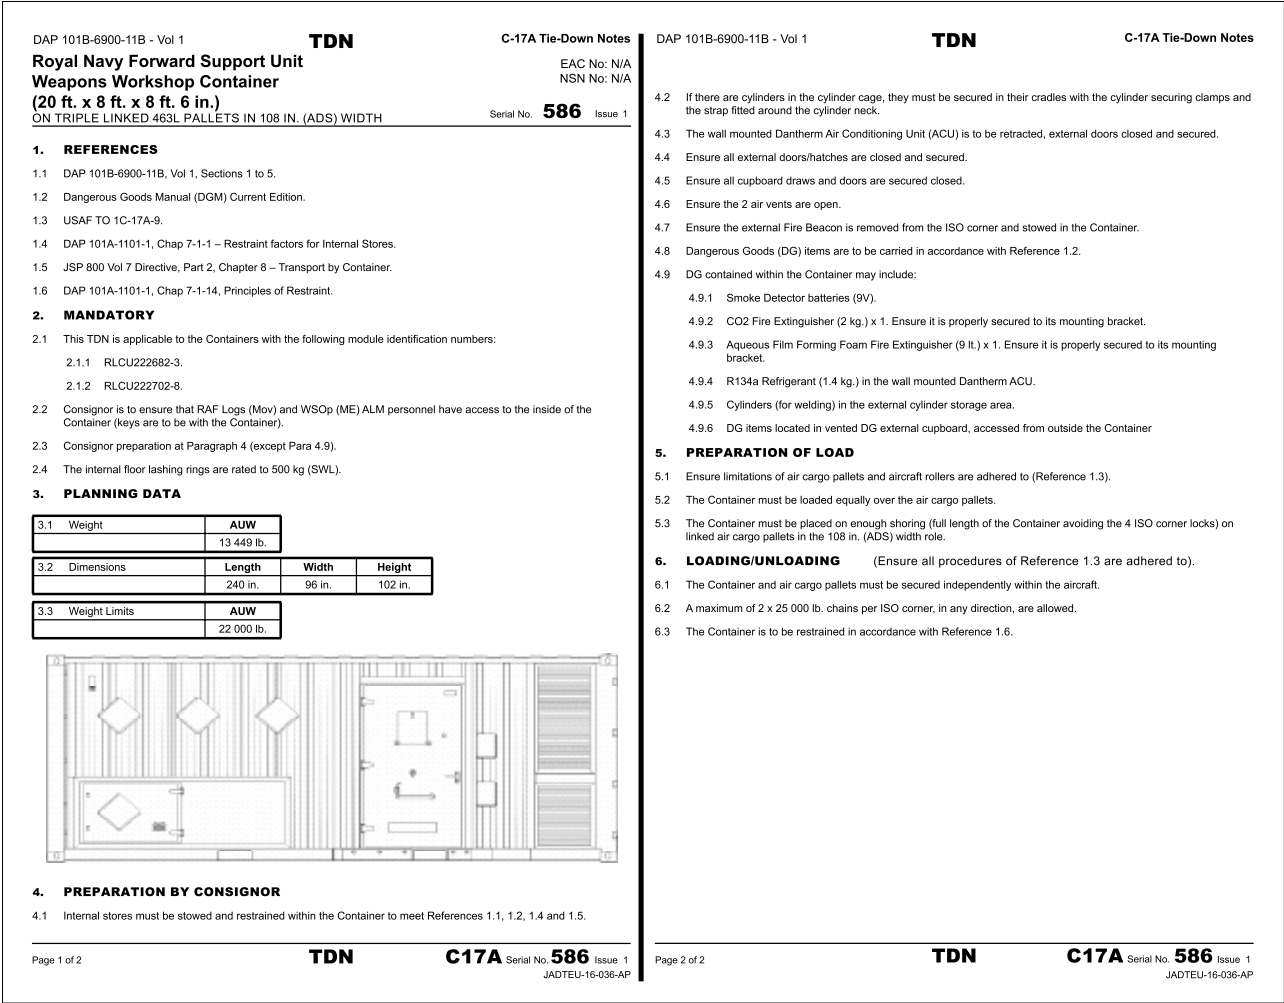 DAP 101B-6900-11B - Vol 1
TDN
C-17A Tie-Down Notes
Royal Navy Forward Support Unit
Weapons Workshop Container
(20 ft. x 8 ft. x 8 ft. 6 in.)
ON TRIPLE LINKED 463L PALLETS IN 108 IN. (ADS) WIDTH
EAC No: N/A
NSN No: N/A
Serial No. 586 Issue 1
1. REFERENCES
1.1 DAP 101B-6900-11B, Vol 1, Sections 1 to 5.
1.2 Dangerous Goods Manual (DGM) Current Edition.
1.3 USAF TO 1C-17A-9.
1.4 DAP 101A-1101-1, Chap 7-1-1 – Restraint factors for Internal Stores.
1.5 JSP 800 Vol 7 Directive, Part 2, Chapter 8 – Transport by Container.
1.6 DAP 101A-1101-1, Chap 7-1-14, Principles of Restraint.
2. MANDATORY
2.1 This TDN is applicable to the Containers with the following module identification numbers:
2.1.1 RLCU222682-3.
2.1.2 RLCU222702-8.
2.2 Consignor is to ensure that RAF Logs (Mov) and WSOp (ME) ALM personnel have access to the inside of the
Container (keys are to be with the Container).
2.3 Consignor preparation at Paragraph 4 (except Para 4.9).
2.4 The internal floor lashing rings are rated to 500 kg (SWL).
3. PLANNING DATA
3.1 Weight AUW
13 449 lb.
3.2 Dimensions Length Width Height
240 in. 96 in. 102 in.
3.3 Weight Limits AUW
22 000 lb.
4. PREPARATION BY CONSIGNOR
4.1 Internal stores must be stowed and restrained within the Container to meet References 1.1, 1.2, 1.4 and 1.5.
Page 1 of 2
TDN
C17A Serial No. 586 Issue 1
JADTEU-16-036-AP
DAP 101B-6900-11B - Vol 1
TDN
C-17A Tie-Down Notes
4.2 If there are cylinders in the cylinder cage, they must be secured in their cradles with the cylinder securing clamps and
the strap fitted around the cylinder neck.
4.3 The wall mounted Dantherm Air Conditioning Unit (ACU) is to be retracted, external doors closed and secured.
4.4 Ensure all external doors/hatches are closed and secured.
4.5 Ensure all cupboard draws and doors are secured closed.
4.6 Ensure the 2 air vents are open.
4.7 Ensure the external Fire Beacon is removed from the ISO corner and stowed in the Container.
4.8 Dangerous Goods (DG) items are to be carried in accordance with Reference 1.2.
4.9 DG contained within the Container may include:
4.9.1 Smoke Detector batteries (9V).
4.9.2 CO2 Fire Extinguisher (2 kg.) x 1. Ensure it is properly secured to its mounting bracket.
4.9.3 Aqueous Film Forming Foam Fire Extinguisher (9 lt.) x 1. Ensure it is properly secured to its mounting
bracket.
4.9.4 R134a Refrigerant (1.4 kg.) in the wall mounted Dantherm ACU.
4.9.5 Cylinders (for welding) in the external cylinder storage area.
4.9.6 DG items located in vented DG external cupboard, accessed from outside the Container
5. PREPARATION OF LOAD
5.1 Ensure limitations of air cargo pallets and aircraft rollers are adhered to (Reference 1.3).
5.2 The Container must be loaded equally over the air cargo pallets.
5.3 The Container must be placed on enough shoring (full length of the Container avoiding the 4 ISO corner locks) on
linked air cargo pallets in the 108 in. (ADS) width role.
6. LOADING/UNLOADING (Ensure all procedures of Reference 1.3 are adhered to).
6.1 The Container and air cargo pallets must be secured independently within the aircraft.
6.2 A maximum of 2 x 25 000 lb. chains per ISO corner, in any direction, are allowed.
6.3 The Container is to be restrained in accordance with Reference 1.6.
Page 2 of 2
TDN
C17A Serial No. 586 Issue 1
JADTEU-16-036-AP